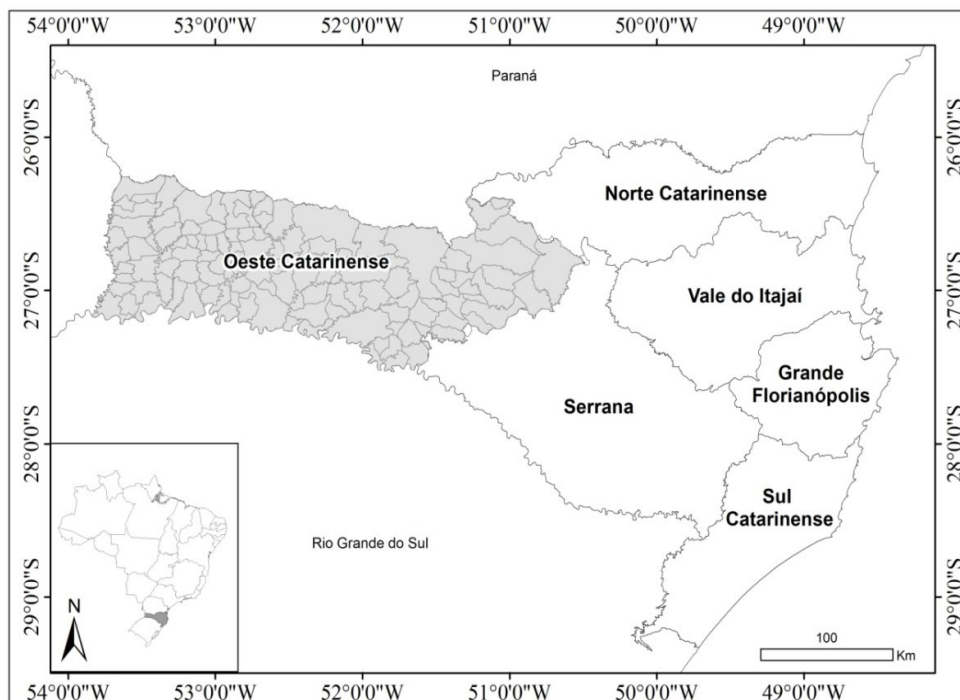 54°0'0"W 53°0'0"W 52°0'0"W 51°0'0"W 50°0'0"W 49°0'0"W
Paraná
26°0'0"S 26°0'0"S
Norte Catarinense
Oeste Catarinense
27°0'0"S 27°0'0"S
Vale do Itajaí
Grande
Florianópolis
Serrana
28°0'0"S 28°0'0"S
Sul
Catarinense
Rio Grande do Sul
29°0'0"S 29°0'0"S
N
100
Km
54°0'0"W 53°0'0"W 52°0'0"W 51°0'0"W 50°0'0"W 49°0'0"W